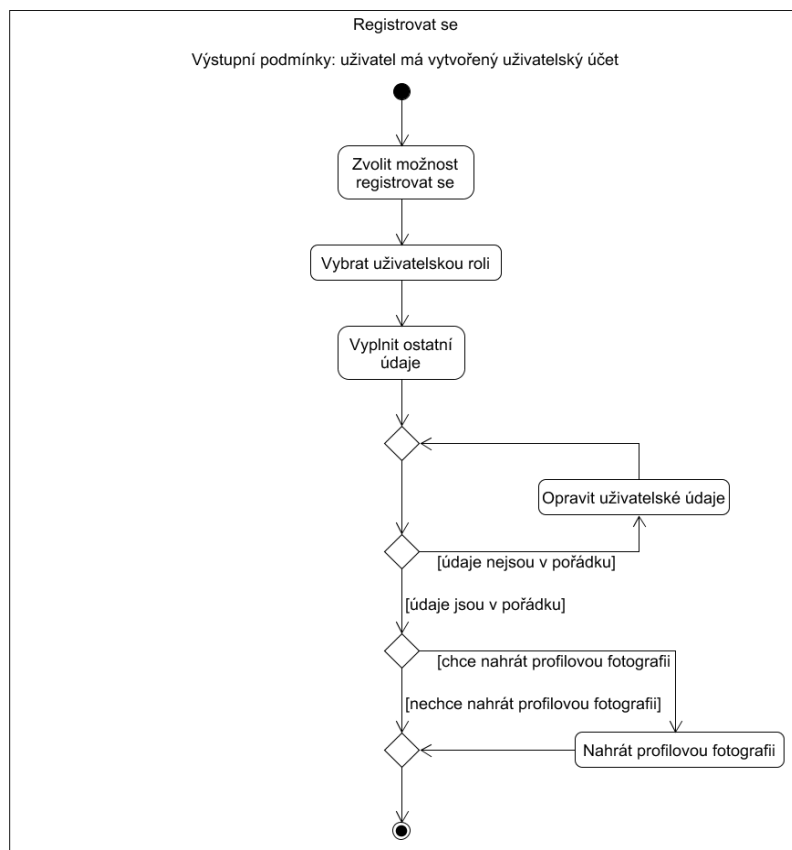 Registrovat se
Výstupní podmínky: uživatel má vytvořený uživatelský účet
Zvolit možnost
registrovat se
Vybrat uživatelskou roli
Vyplnit ostatní
údaje
Opravit uživatelské údaje
[údaje nejsou v pořádku]
[údaje jsou v pořádku]
[chce nahrát profilovou fotografii
[nechce nahrát profilovou fotografii]
Nahrát profilovou fotografii